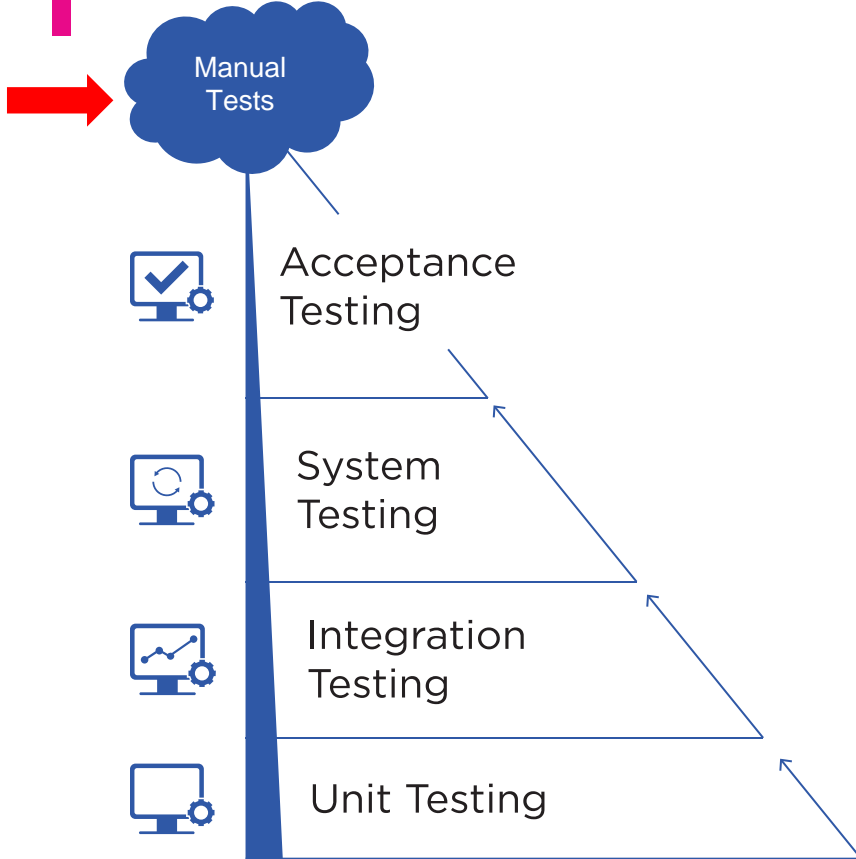 Manual
Tests
Acceptance
Testing
System
Testing
Integration
Testing
Unit Testing